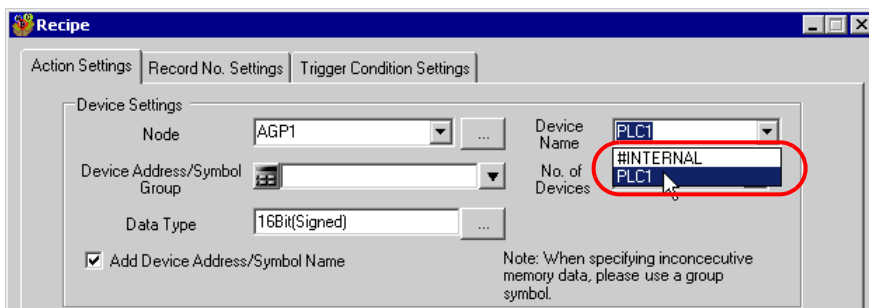 Recipe
Action Settings Record No. Settings Trigger Condition Settings
Device Settings
Node AGP1 ... Device Name PLC1
#INTERNAL
PLC1
Device Address/Symbol Group No. of Devices
Data Type 16Bit(Signed) ...
Add Device Address/Symbol Name
Note: When specifying inconcecutive
memory data, please use a group
symbol.